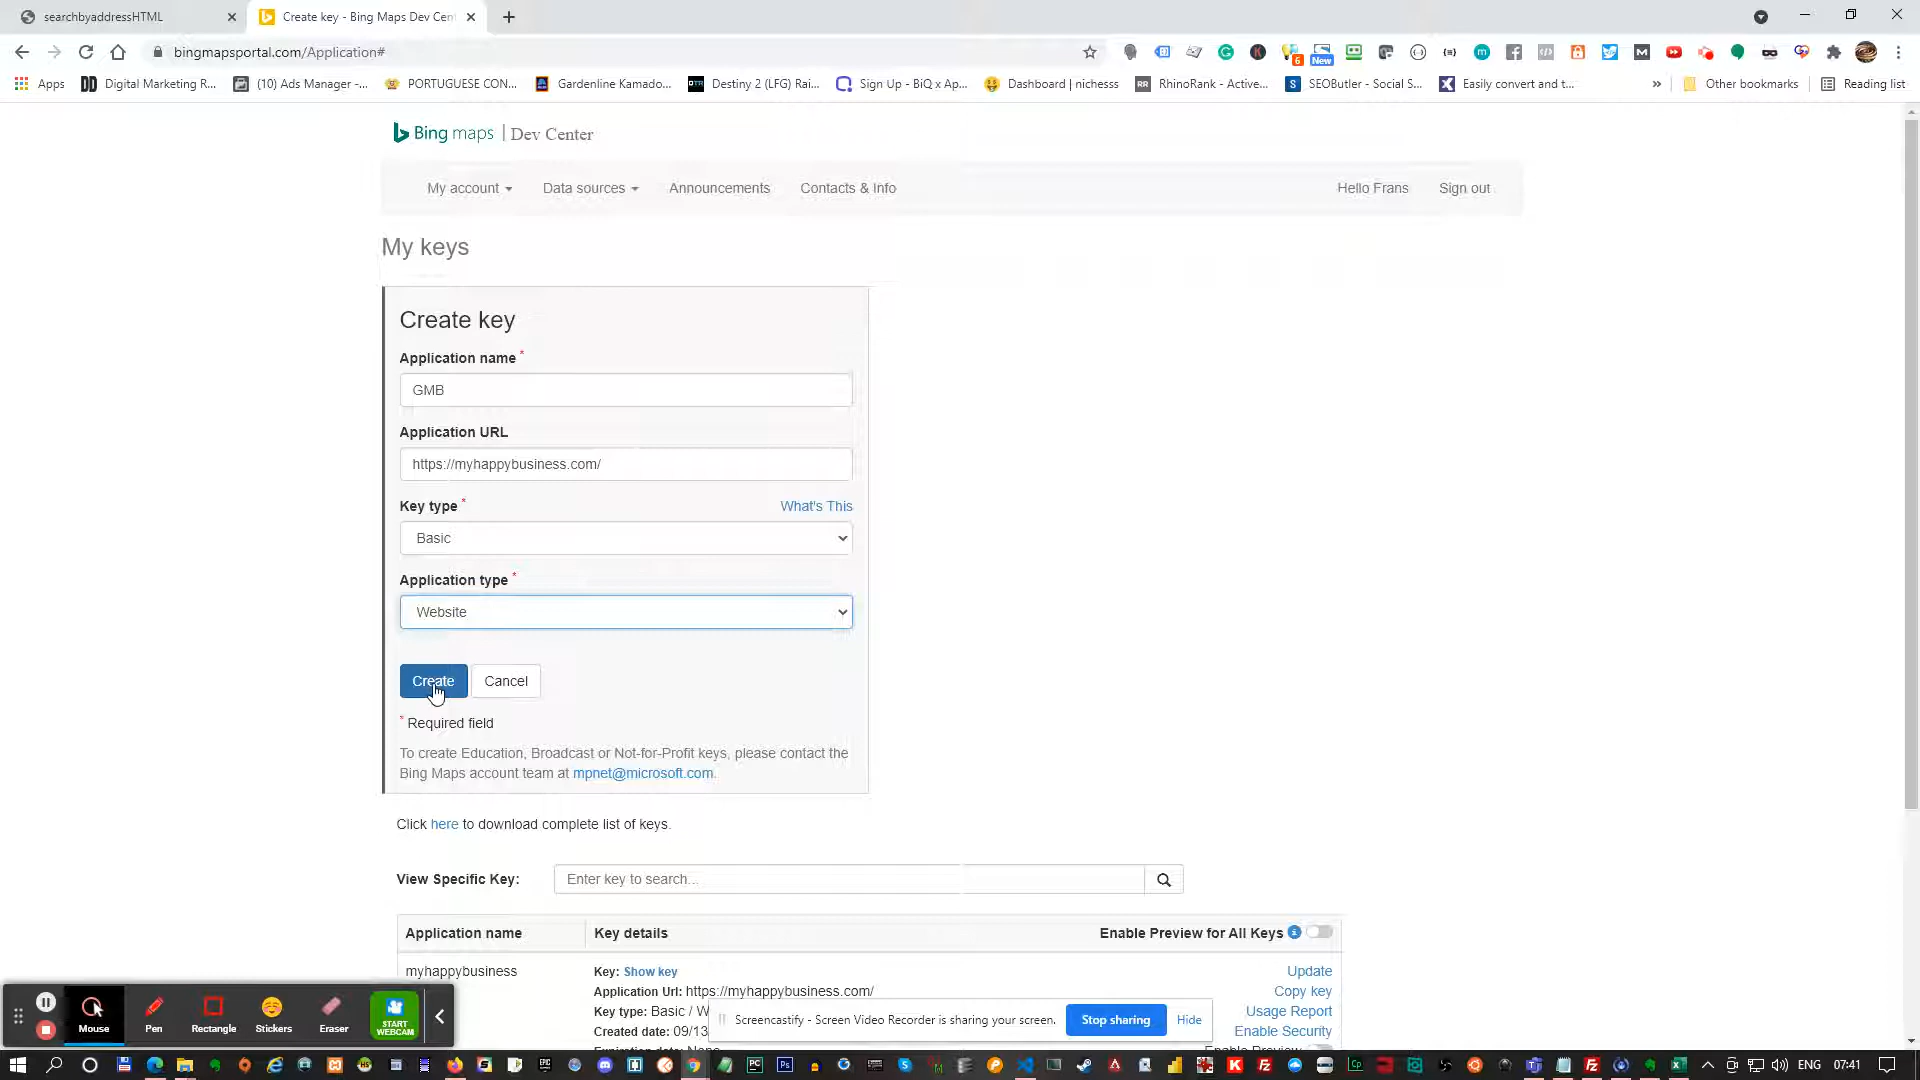 searchbyaddressHTML
Create key - Bing Maps Dev Cen
bingmapsportal.com/Application#
6
New
Apps
Digital Marketing R...
(10) Ads Manager -...
PORTUGUESE CON...
Gardenline Kamado...
Destiny 2 (LFG) Rai...
Sign Up - BiQ x Ap...
Dashboard | nichesss
RhinoRank - Active...
SEOButler - Social S...
Easily convert and t...
Other bookmarks
Reading list
Bing maps | Dev Center
My account
Data sources
Announcements
Contacts & Info
Hello Frans
Sign out
My keys
Create key
Application name *
GMB
Application URL
https://myhappybusiness.com/
Key type *
What's This
Basic
Application type *
Website
Create
Cancel
* Required field
To create Education, Broadcast or Not-for-Profit keys, please contact the
Bing Maps account team at mpnet@microsoft.com.
Click here to download complete list of keys.
View Specific Key:
Enter key to search...
Application name
Key details
Enable Preview for All Keys
myhappybusiness
Key: Show key
Update
Application Url: https://myhappybusiness.com/
Copy key
Key type: Basic / W
Usage Report
Created date: 09/13
Enable Security
Mouse
Pen
Rectangle
Stickers
Eraser
START
WEBCAM
Screencastify - Screen Video Recorder is sharing your screen.
Stop sharing
Hide
ENG
07:41